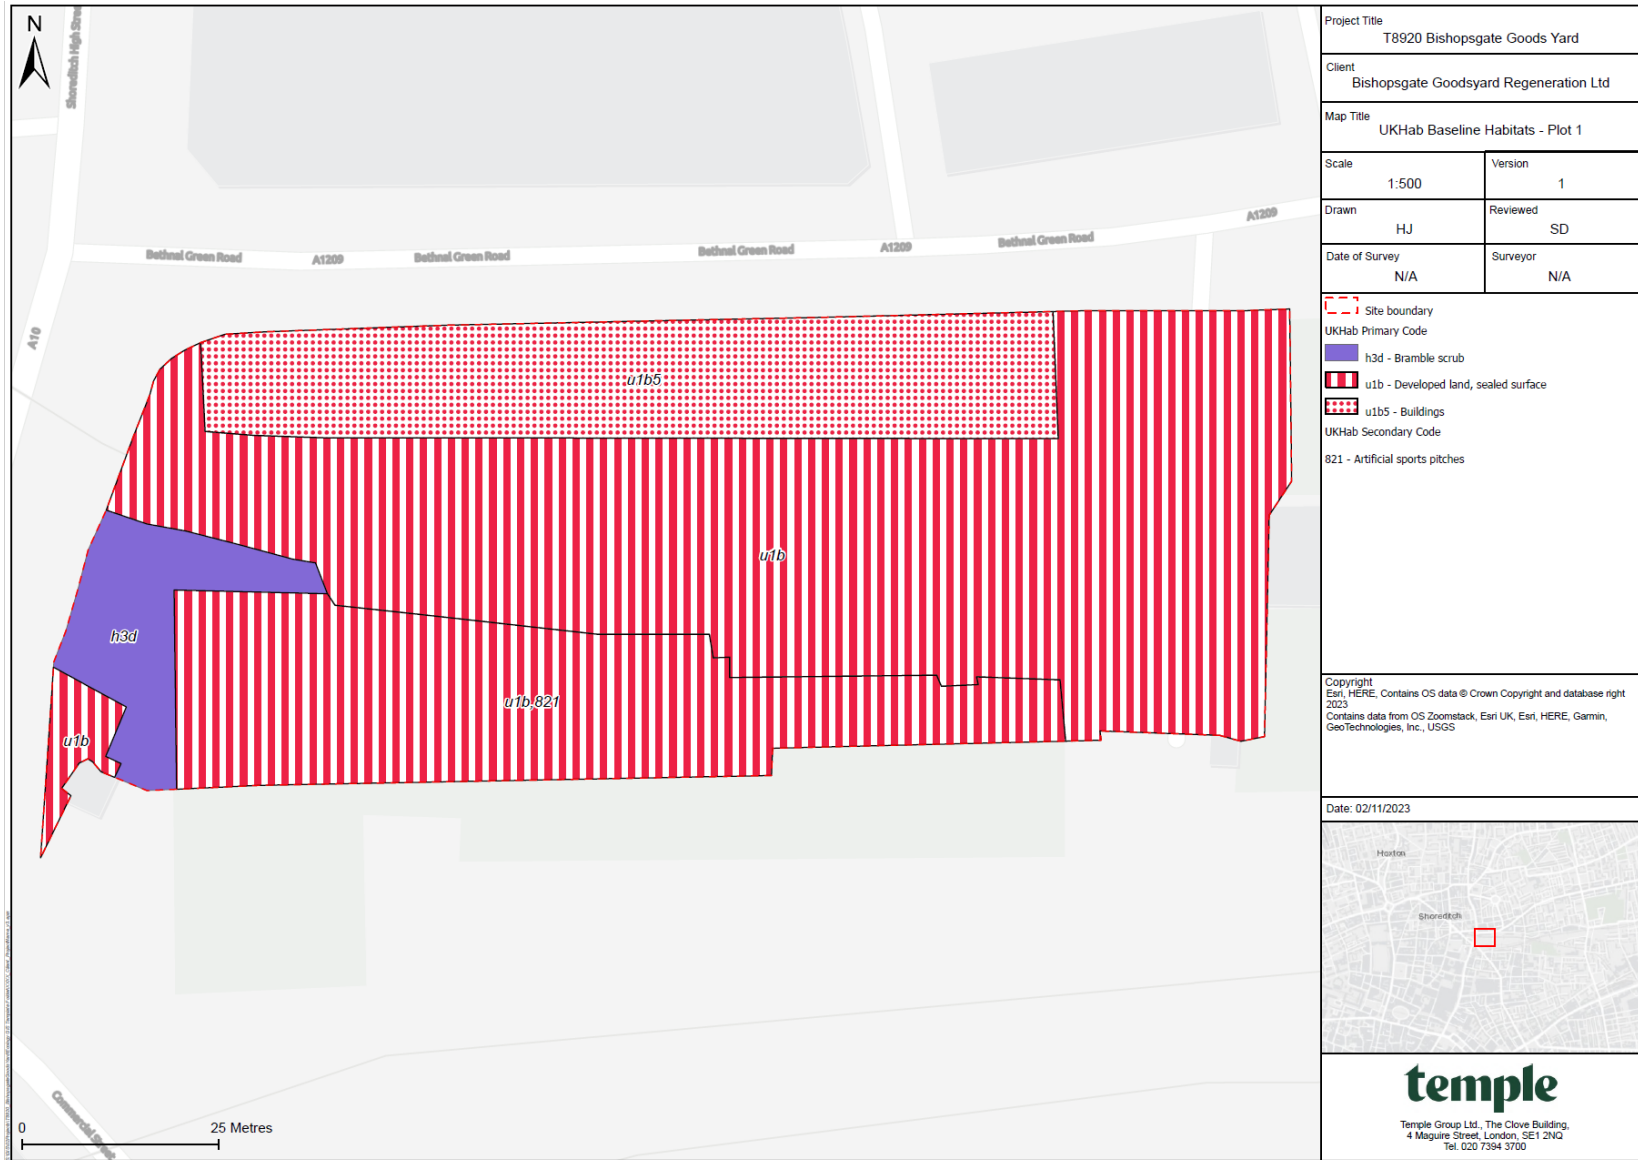 N
Shoreditch High Street
A10
Bethnal Green Road
A1209
Bethnal Green Road
Bethnal Green Road
A1209
Bethnal Green Road
A1209
u1b5
u1b
h3d
u1b,821
u1b
Commercial Street
0
25 Metres
Project Title
T8920 Bishopsgate Goods Yard
Client
Bishopsgate Goodsyard Regeneration Ltd
Map Title
UKHab Baseline Habitats - Plot 1
Scale
1:500
Version
1
Drawn
HJ
Reviewed
SD
Date of Survey
N/A
Surveyor
N/A
Site boundary
UKHab Primary Code
h3d - Bramble scrub
u1b - Developed land, sealed surface
u1b5 - Buildings
UKHab Secondary Code
821 - Artificial sports pitches
Copyright
Esri, HERE, Contains OS data © Crown Copyright and database right
2023
Contains data from OS Zoomstack, Esri UK, Esri, HERE, Garmin,
GeoTechnologies, Inc., USGS
Date: 02/11/2023
Hoxton
Shoreditch
temple
Temple Group Ltd., The Clove Building,
4 Maguire Street, London, SE1 2NQ
Tel. 020 7394 3700